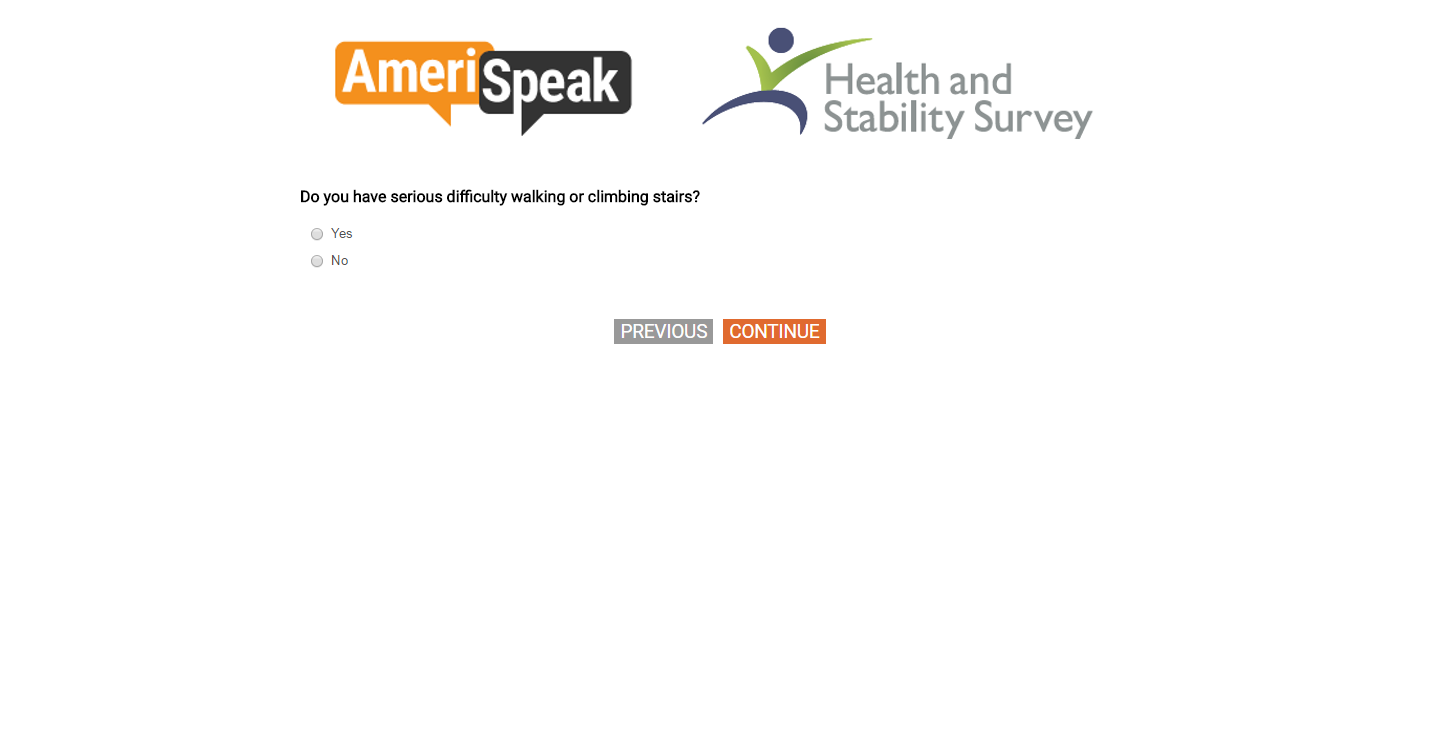 AmeriSpeak
Health and
Stability Survey
Do you have serious difficulty walking or climbing stairs?
Yes
No
PREVIOUS CONTINUE